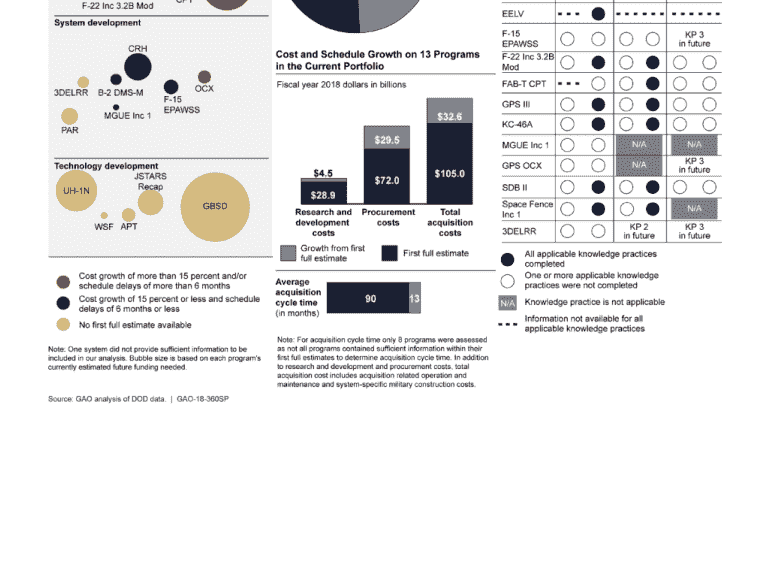 F-22 Inc 3.2B Mod
System development
CRH
3DELRR
B-2 DMS-M
OCX
F-15
EPAWSS
MGUE Inc 1
PAR
Technology development
JSTARS
Recap
UH-1N
GBSD
WSF
APT
Cost growth of more than 15 percent and/or
schedule delays of more than 6 months
Cost growth of 15 percent or less and schedule
delays of 6 months or less
No first full estimate available
Note: One system did not provide sufficient information to be
included in our analysis. Bubble size is based on each program's
currently estimated future funding needed.
Source: GAO analysis of DOD data. | GAO-18-360SP
Cost and Schedule Growth on 13 Programs
in the Current Portfolio
Fiscal year 2018 dollars in billions
$4.5
$28.9
$29.5
$72.0
$32.6
$105.0
Research and
development
costs
Procurement
costs
Total
acquisition
costs
Growth from first
full estimate
First full estimate
Average
acquisition
cycle time
(in months)
90
13
Note: For acquisition cycle time only 8 programs were assessed
as not all programs contained sufficient information within their
first full estimates to determine acquisition cycle time. In addition
to research and development and procurement costs, total
acquisition cost includes acquisition related operation and
maintenance and system-specific military construction costs.
EELV
F-15
EPAWSS
KP 3
in future
F-22 Inc 3.2B
Mod
FAB-T CPT
GPS III
KC-46A
MGUE Inc 1
N/A
N/A
GPS OCX
N/A
KP 3
in future
SDB II
Space Fence
Inc 1
N/A
3DELRR
KP 2
in future
KP 3
in future
All applicable knowledge practices
completed
One or more applicable knowledge
practices were not completed
N/A
Knowledge practice is not applicable
Information not available for all
applicable knowledge practices